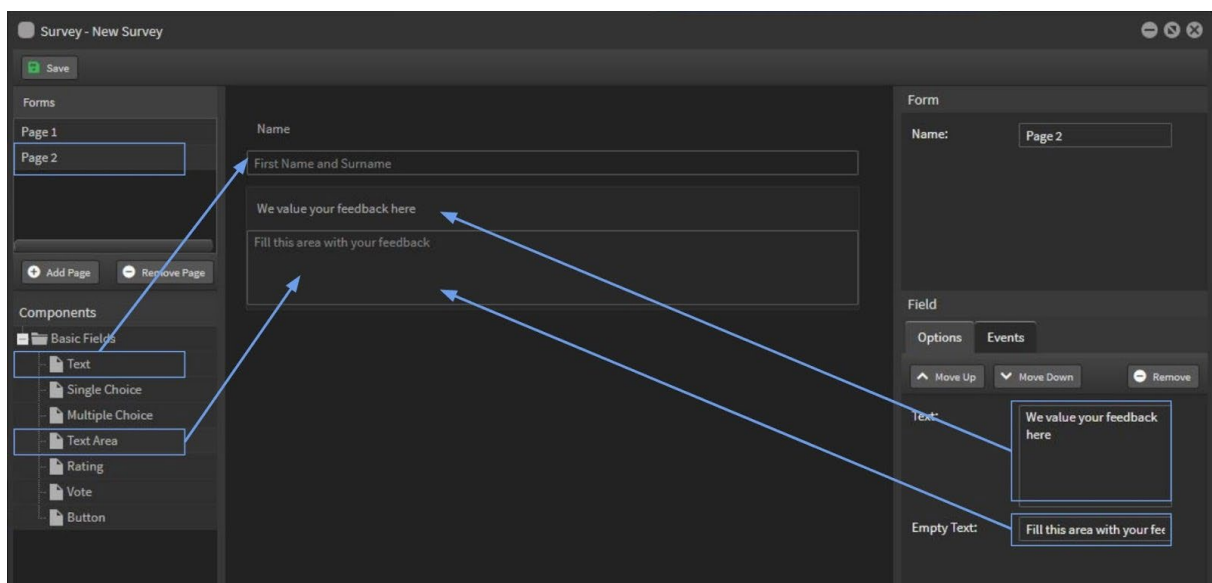 Survey - New Survey
Save
Forms
Page 1
Page 2
Add Page
Remove Page
Components
Basic Fields
Text
Single Choice
Multiple Choice
Text Area
Rating
Vote
Button
Name
First Name and Surname
We value your feedback here
Fill this area with your feedback
Form
Name:
Page 2
Field
Options
Events
Move Up
Move Down
Remove
Text:
We value your feedback
here
Empty Text:
Fill this area with your fee